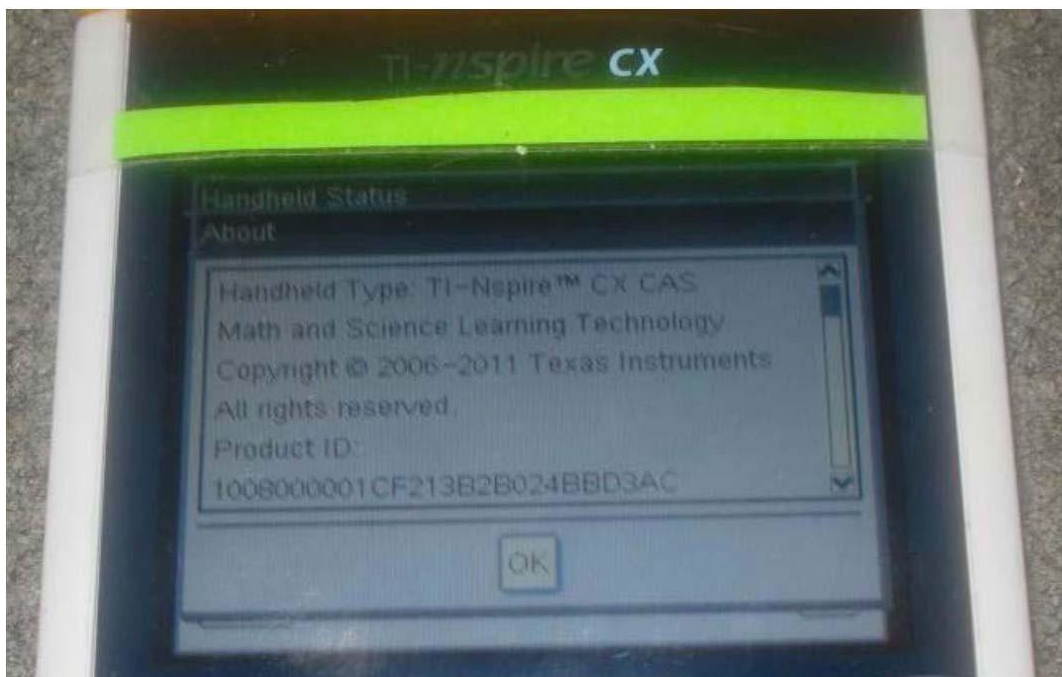 TI-nspire CX
Handheld Status
About
Handheld Type: TI-Nspire™ CX CAS
Math and Science Learning Technology
Copyright © 2006-2011 Texas Instruments
All rights reserved.
Product ID:
1008000001CF213B2B024BBD3AC
OK